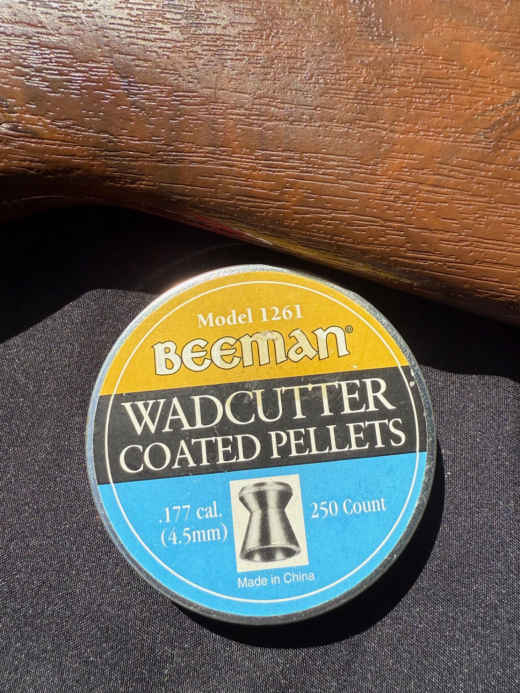 Model 1261
BEEMAN®
WADCUTTER
COATED PELLETS
.177 cal.
(4.5mm)
250 Count
Made in China